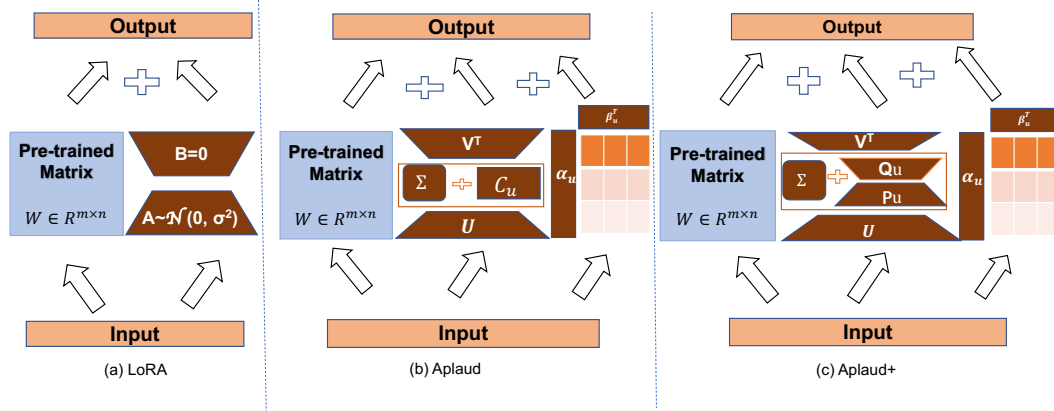 Output
Pre-trained
Matrix
W ∈ R^{m×n}
B=0
A~𝒩(0, σ²)
Input
(a) LoRA
Output
Pre-trained
Matrix
W ∈ R^{m×n}
V^T
Σ
C_u
U
α_u
β_u^T
Input
(b) Aplaud
Output
Pre-trained
Matrix
W ∈ R^{m×n}
V^T
Σ
Qu
Pu
U
α_u
β_u^T
Input
(c) Aplaud+